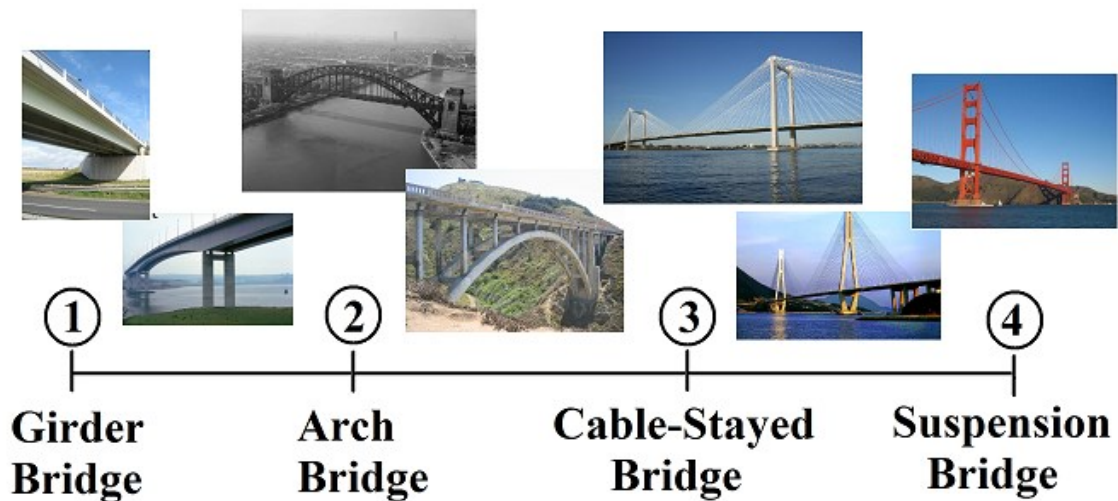 1
2
3
4
Girder
Bridge
Arch
Bridge
Cable-Stayed
Bridge
Suspension
Bridge